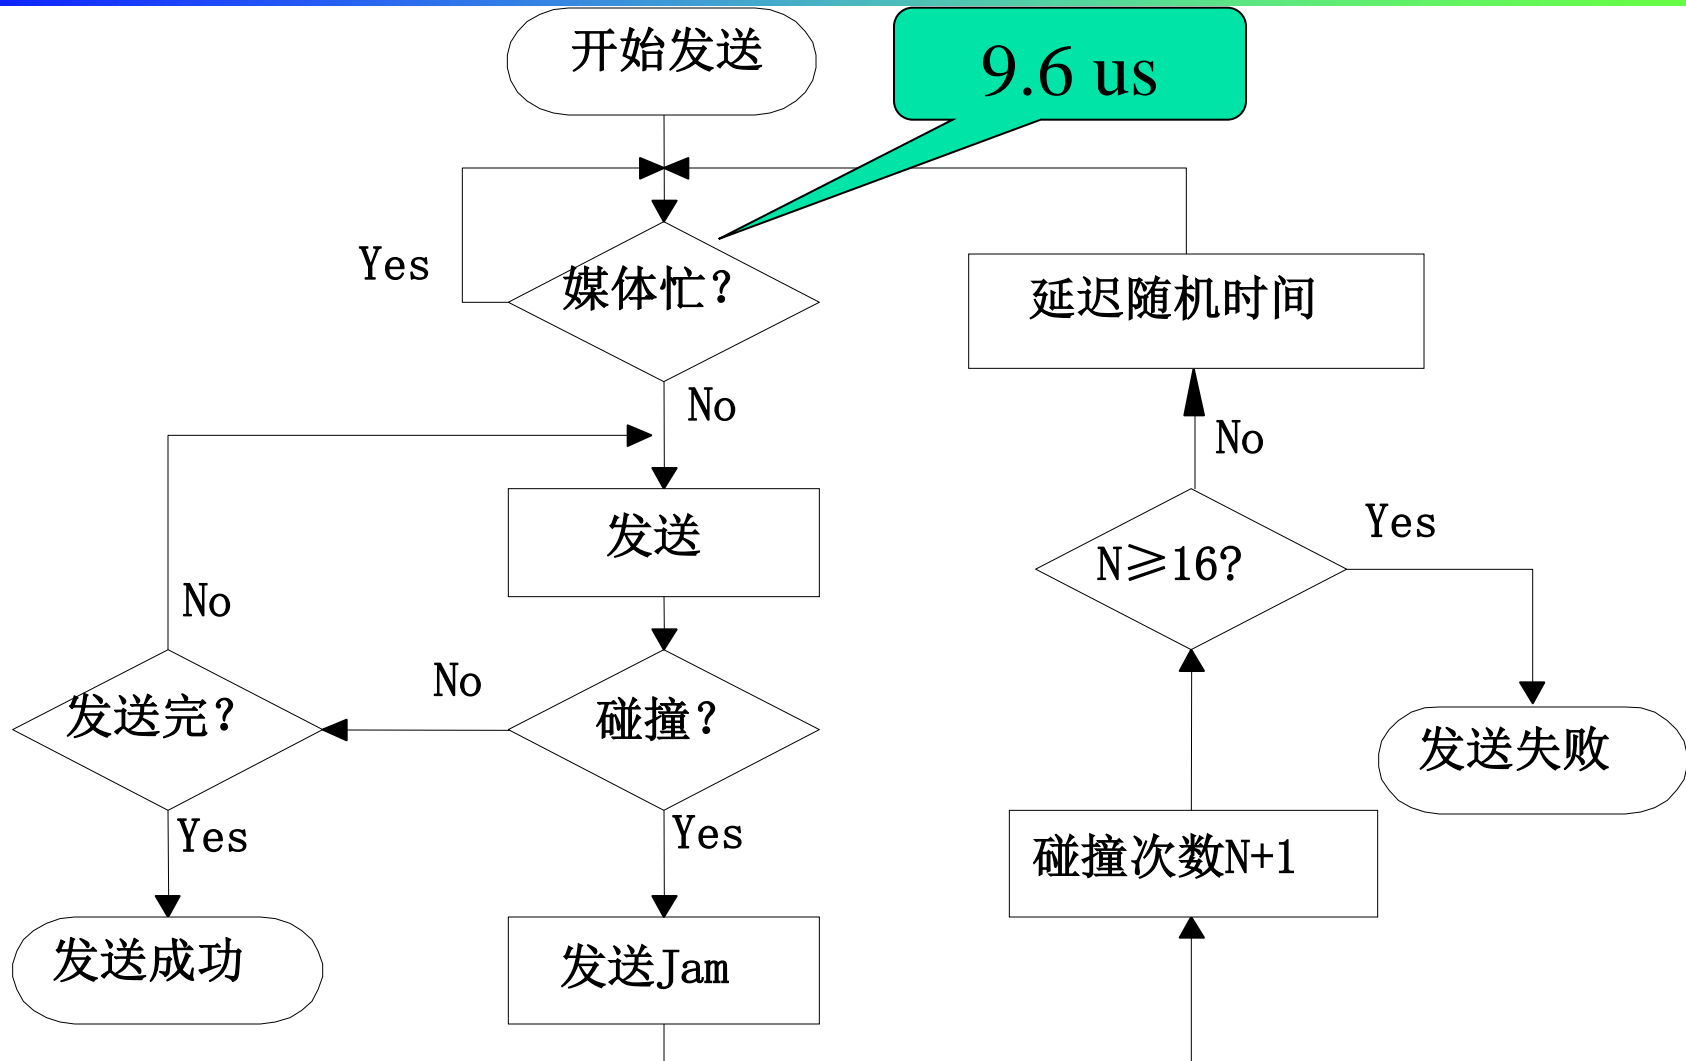 开始发送
9.6 us
Yes
媒体忙?
延迟随机时间
No
No
Yes
发送
N≥16?
No
No
发送完?
碰撞?
发送失败
Yes
Yes
碰撞次数N+1
发送成功
发送Jam